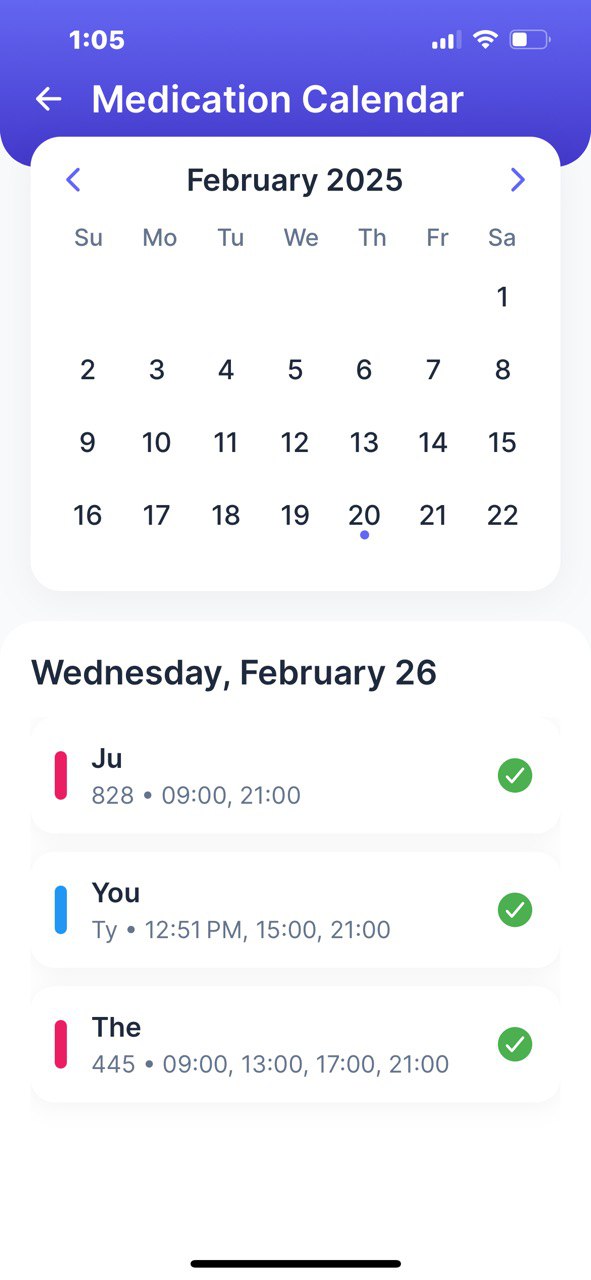 1:05
Medication Calendar
February 2025
Su Mo Tu We Th Fr Sa
1
2 3 4 5 6 7 8
9 10 11 12 13 14 15
16 17 18 19 20 21 22
Wednesday, February 26
Ju
828 • 09:00, 21:00
You
Ty • 12:51 PM, 15:00, 21:00
The
445 • 09:00, 13:00, 17:00, 21:00